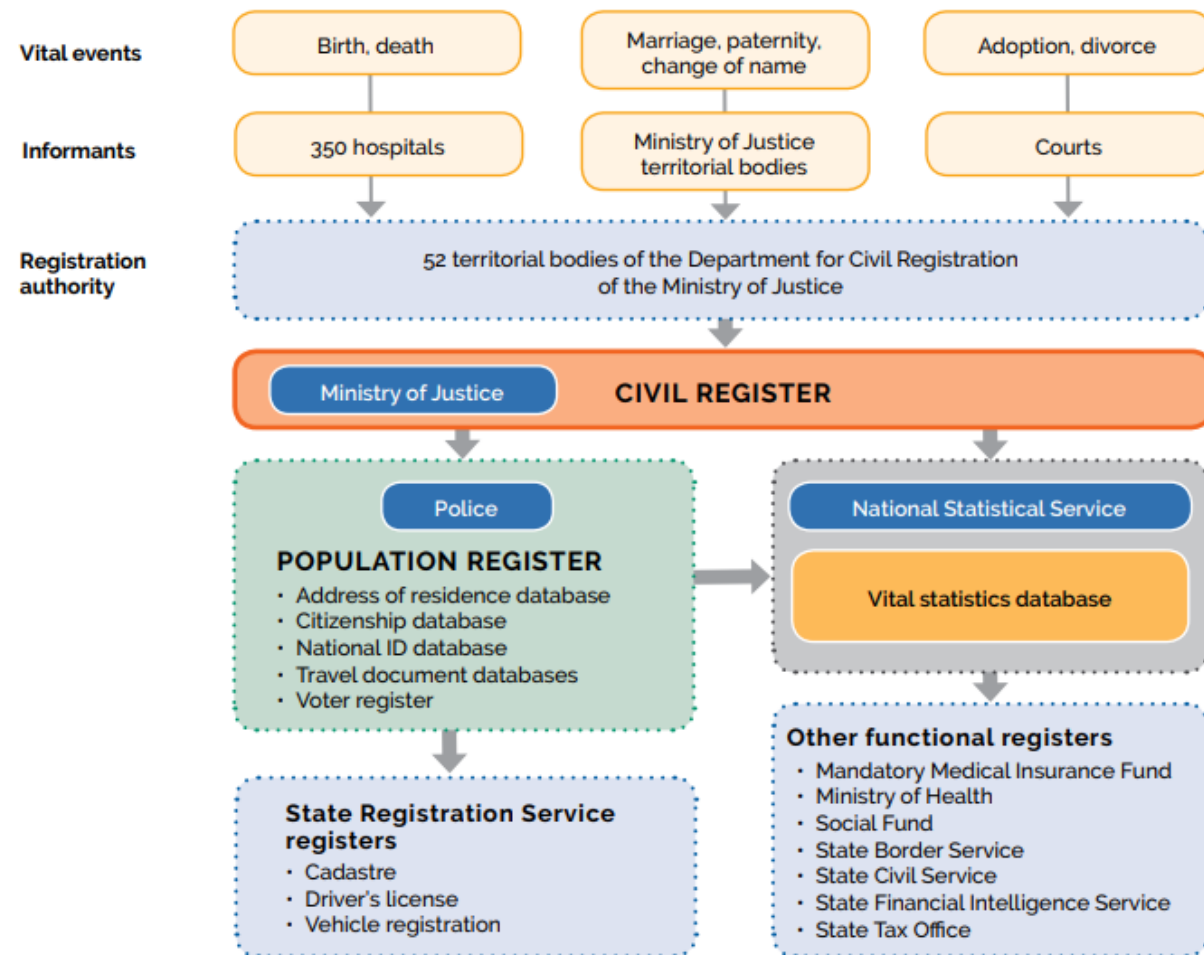 Vital events
Birth, death
Marriage, paternity,
change of name
Adoption, divorce
Informants
350 hospitals
Ministry of Justice
territorial bodies
Courts
Registration
authority
52 territorial bodies of the Department for Civil Registration
of the Ministry of Justice
Ministry of Justice
CIVIL REGISTER
Police
POPULATION REGISTER
• Address of residence database
• Citizenship database
• National ID database
• Travel document databases
• Voter register
National Statistical Service
Vital statistics database
State Registration Service
registers
• Cadastre
• Driver's license
• Vehicle registration
Other functional registers
• Mandatory Medical Insurance Fund
• Ministry of Health
• Social Fund
• State Border Service
• State Civil Service
• State Financial Intelligence Service
• State Tax Office